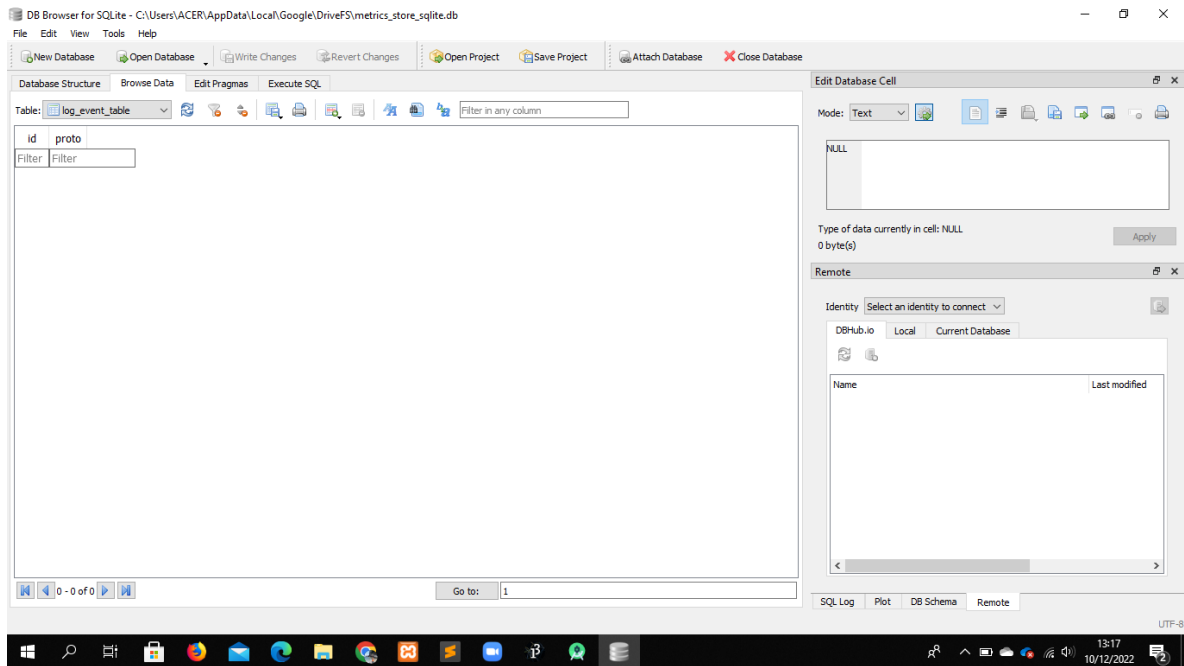 DB Browser for SQLite - C:\Users\ACER\AppData\Local\Google\DriveFS\metrics_store_sqlite.db
File Edit View Tools Help
New Database Open Database Write Changes Revert Changes Open Project Save Project Attach Database Close Database
Database Structure Browse Data Edit Pragmas Execute SQL
Table: log_event_table Filter in any column
id proto
Filter Filter
0 - 0 of 0 Go to: 1
Edit Database Cell
Mode: Text
NULL
Type of data currently in cell: NULL
0 byte(s)
Apply
Remote
Identity Select an identity to connect
DBHub.io Local Current Database
Name Last modified
SQL Log Plot DB Schema Remote
UTF-8
13:17
10/12/2022
2